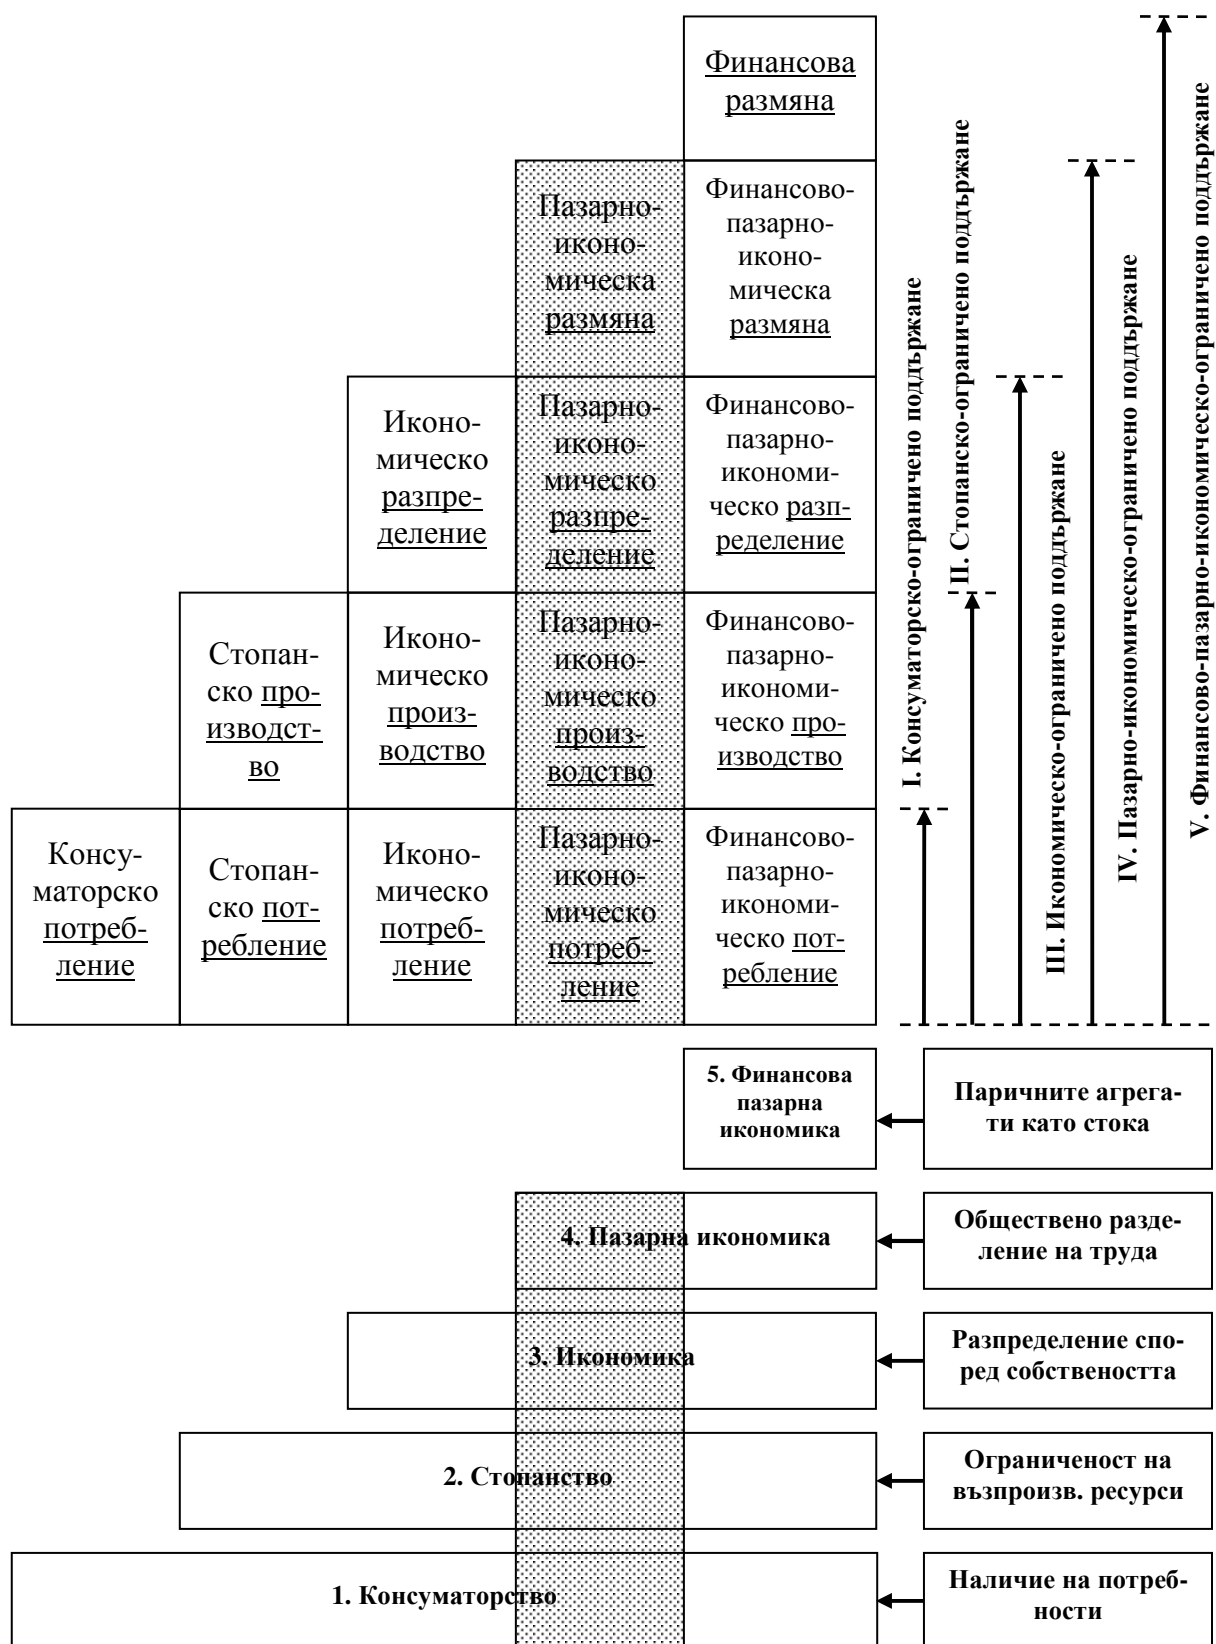 Финансова
размяна
Пазарно-
иконо-
мическа
размяна
Финансово-
пазарно-
иконо-
мическа
размяна
Иконо-
мическо
разпре-
деление
Пазарно-
иконо-
мическо
разпре-
деление
Финансово-
пазарно-
икономи-
ческо разп-
ределение
Стопан-
ско про-
изводст-
во
Иконо-
мическо
произ-
водство
Пазарно-
иконо-
мическо
произ-
водство
Финансово-
пазарно-
икономи-
ческо про-
изводство
Консу-
маторско
потреб-
ление
Стопан-
ско пот-
ребление
Иконо-
мическо
потреб-
ление
Пазарно-
иконо-
мическо
потреб-
ление
Финансово-
пазарно-
икономи-
ческо пот-
ребление
I. Консуматорско-ограничено поддържане
II. Стопанско-ограничено поддържане
III. Икономическо-ограничено поддържане
IV. Пазарно-икономическо-ограничено поддържане
V. Финансово-пазарно-икономическо-ограничено поддържане
5. Финансова
пазарна
икономика
Паричните агрега-
ти като стока
4. Пазарна икономика
Обществено разде-
ление на труда
3. Икономика
Разпределение спо-
ред собствеността
2. Стопанство
Ограниченост на
възпроизв. ресурси
1. Консуматорство
Наличие на потреб-
ности